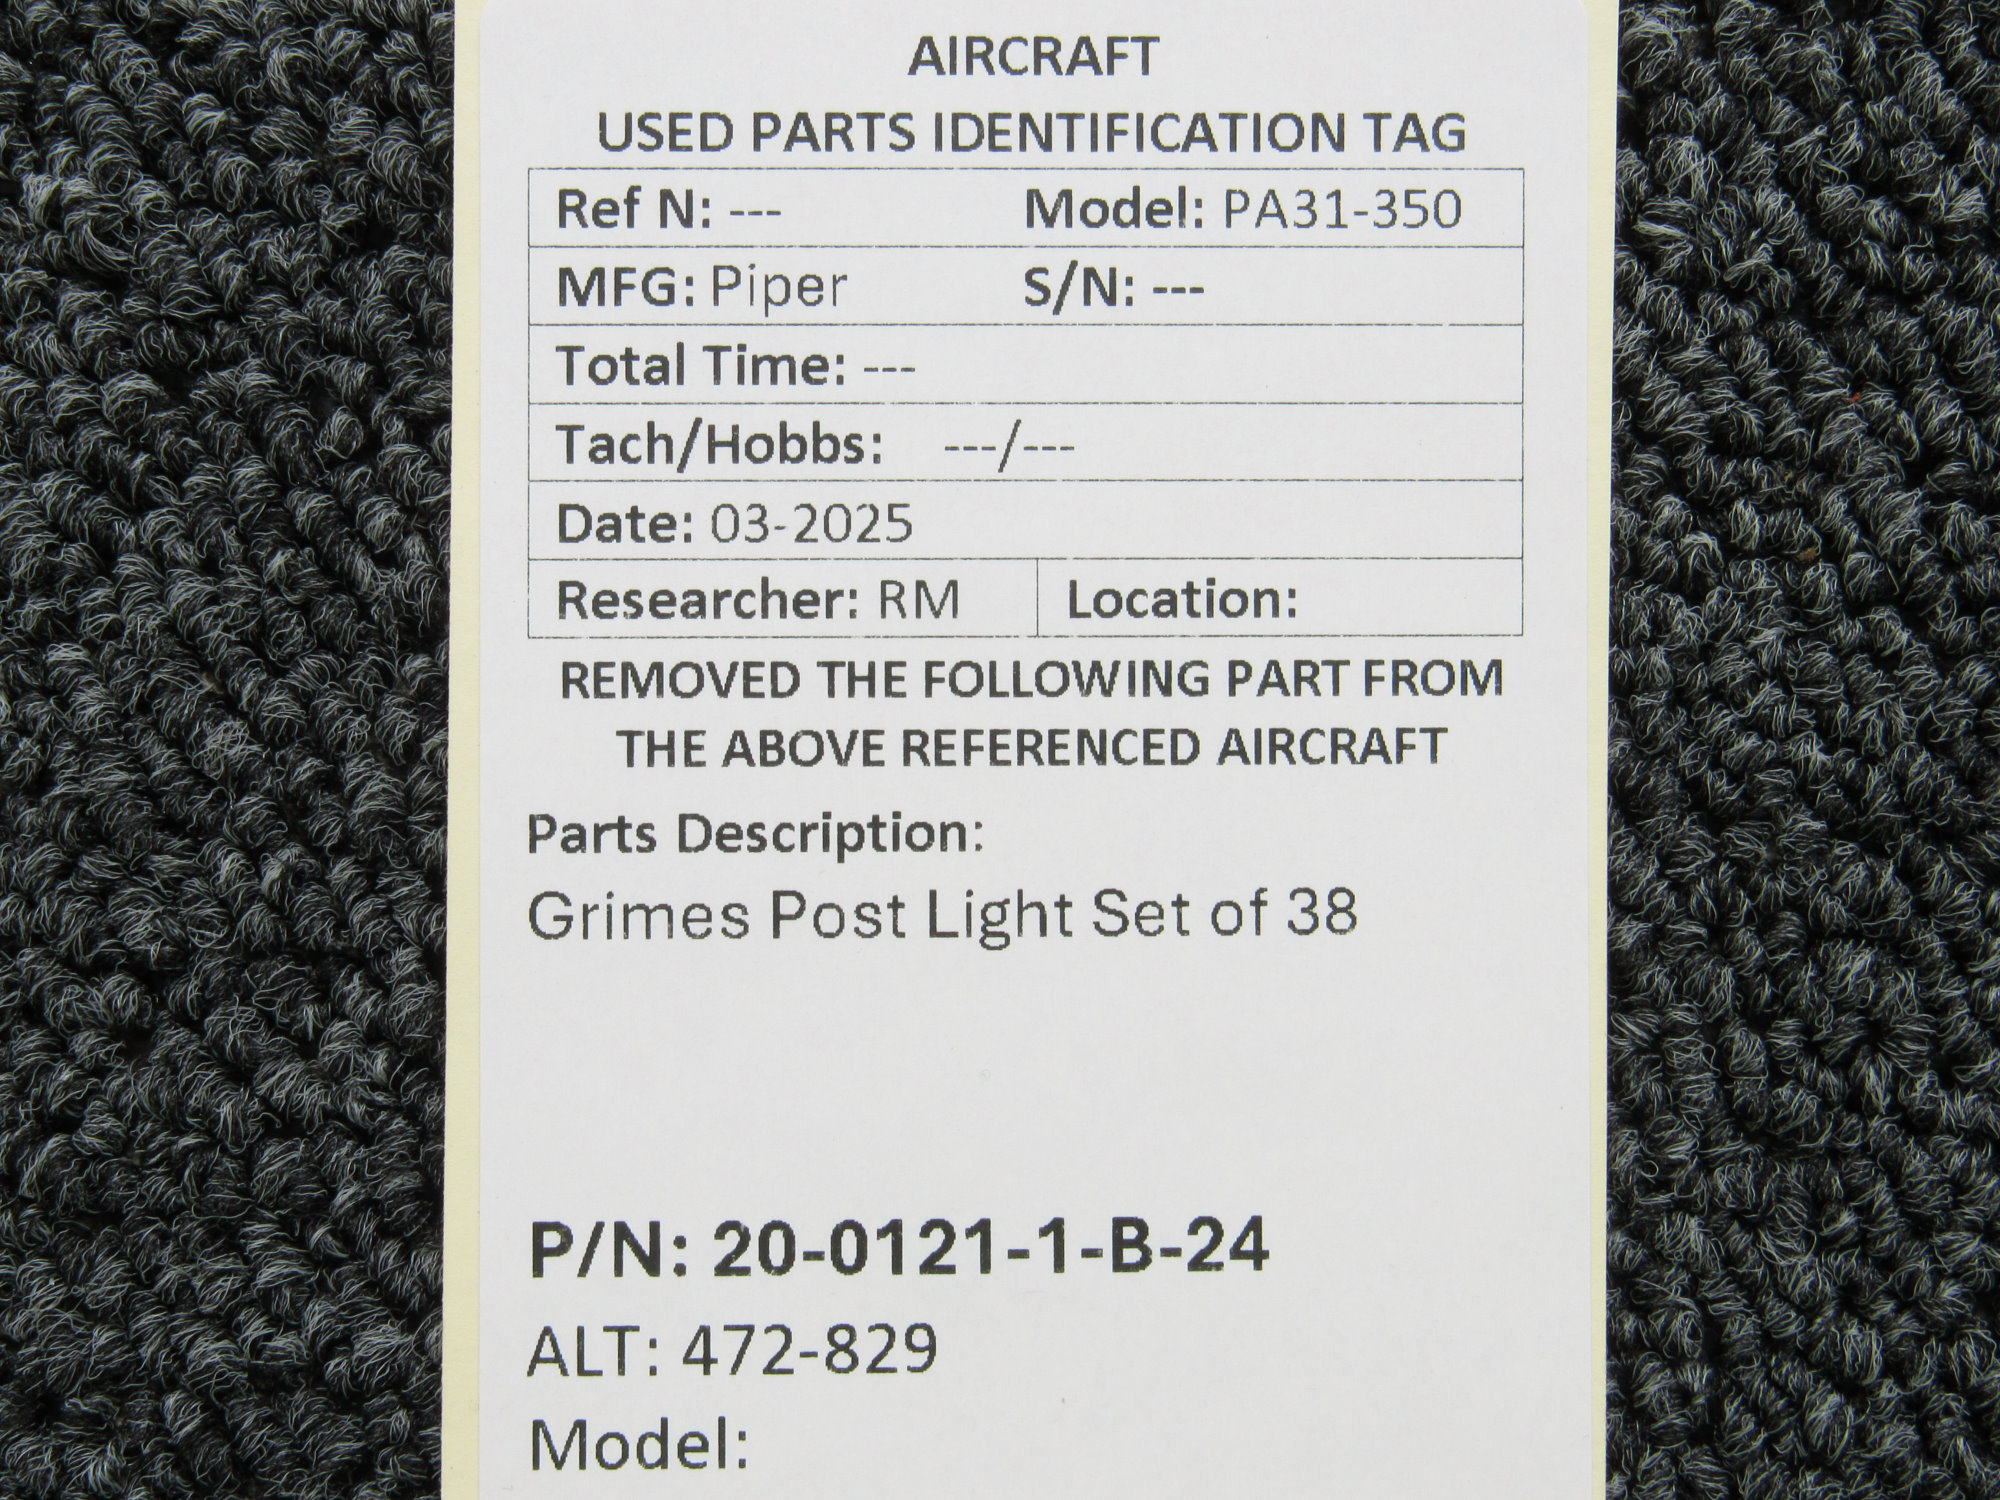 AIRCRAFT
USED PARTS IDENTIFICATION TAG
Ref N: --- Model: PA31-350
MFG: Piper S/N: ---
Total Time: ---
Tach/Hobbs: ---/---
Date: 03-2025
Researcher: RM Location:
REMOVED THE FOLLOWING PART FROM
THE ABOVE REFERENCED AIRCRAFT
Parts Description:
Grimes Post Light Set of 38
P/N: 20-0121-1-B-24
ALT: 472-829
Model: